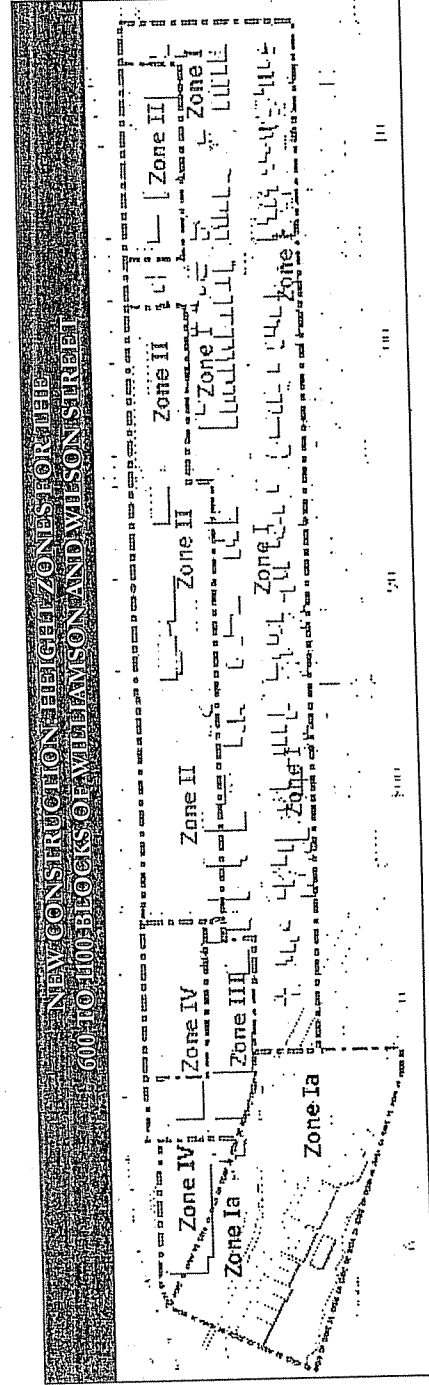 NEW CONSTRUCTION HEIGHT ZONES FOR THE
600 TO 1100 BLOCKS OF WILLIAMSON AND WILSON STREET
Zone IV
Zone IV
Zone II
Zone II
Zone II
Zone II
Zone Ia
Zone III
Zone I
Zone I
Zone Ia
Zone I
Zone I
Zone I